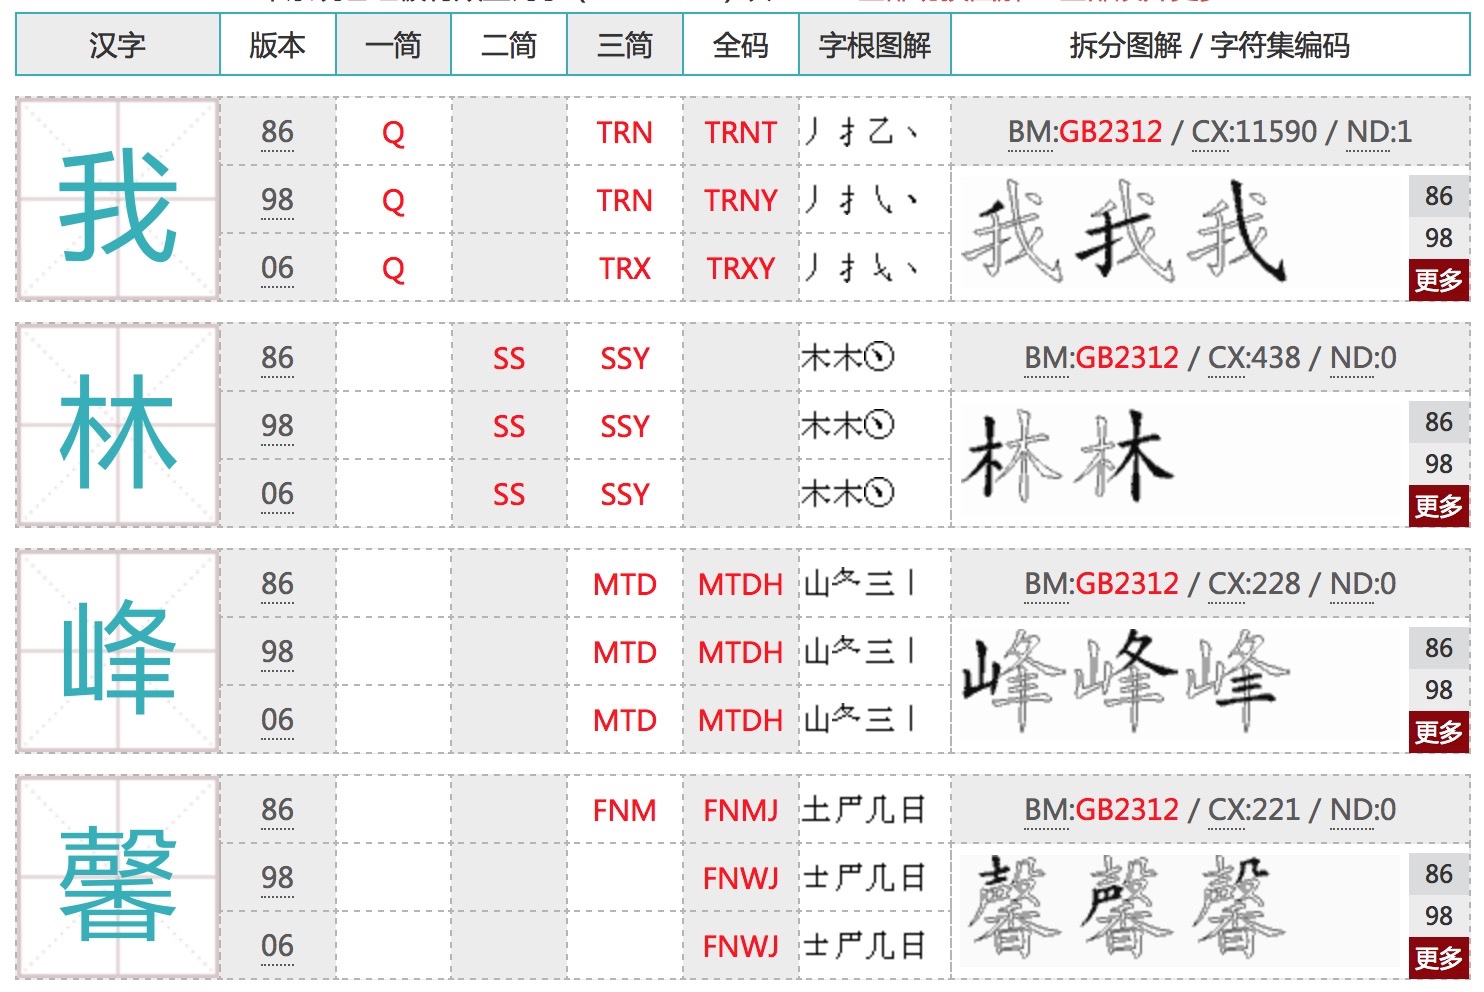 汉字 版本 一简 二简 三简 全码 字根图解 拆分图解 / 字符集编码
我 86 Q TRN TRNT 丿扌乙丶 BM:GB2312 / CX:11590 / ND:1
98 Q TRN TRNY 丿扌乀丶 86
98
06 Q TRX TRXY 更多
林 86 SS SSY 木木丶 BM:GB2312 / CX:438 / ND:0
98 SS SSY 木木丶 86
98
06 SS SSY 木木丶 更多
峰 86 MTD MTDH 山夂三丨 BM:GB2312 / CX:228 / ND:0
98 MTD MTDH 山夂三丨 86
98
06 MTD MTDH 山夂三丨 更多
馨 86 FNM FNMJ 土尸几日 BM:GB2312 / CX:221 / ND:0
98 FNWJ 士尸几日 86
98
06 FNWJ 士尸几日 更多